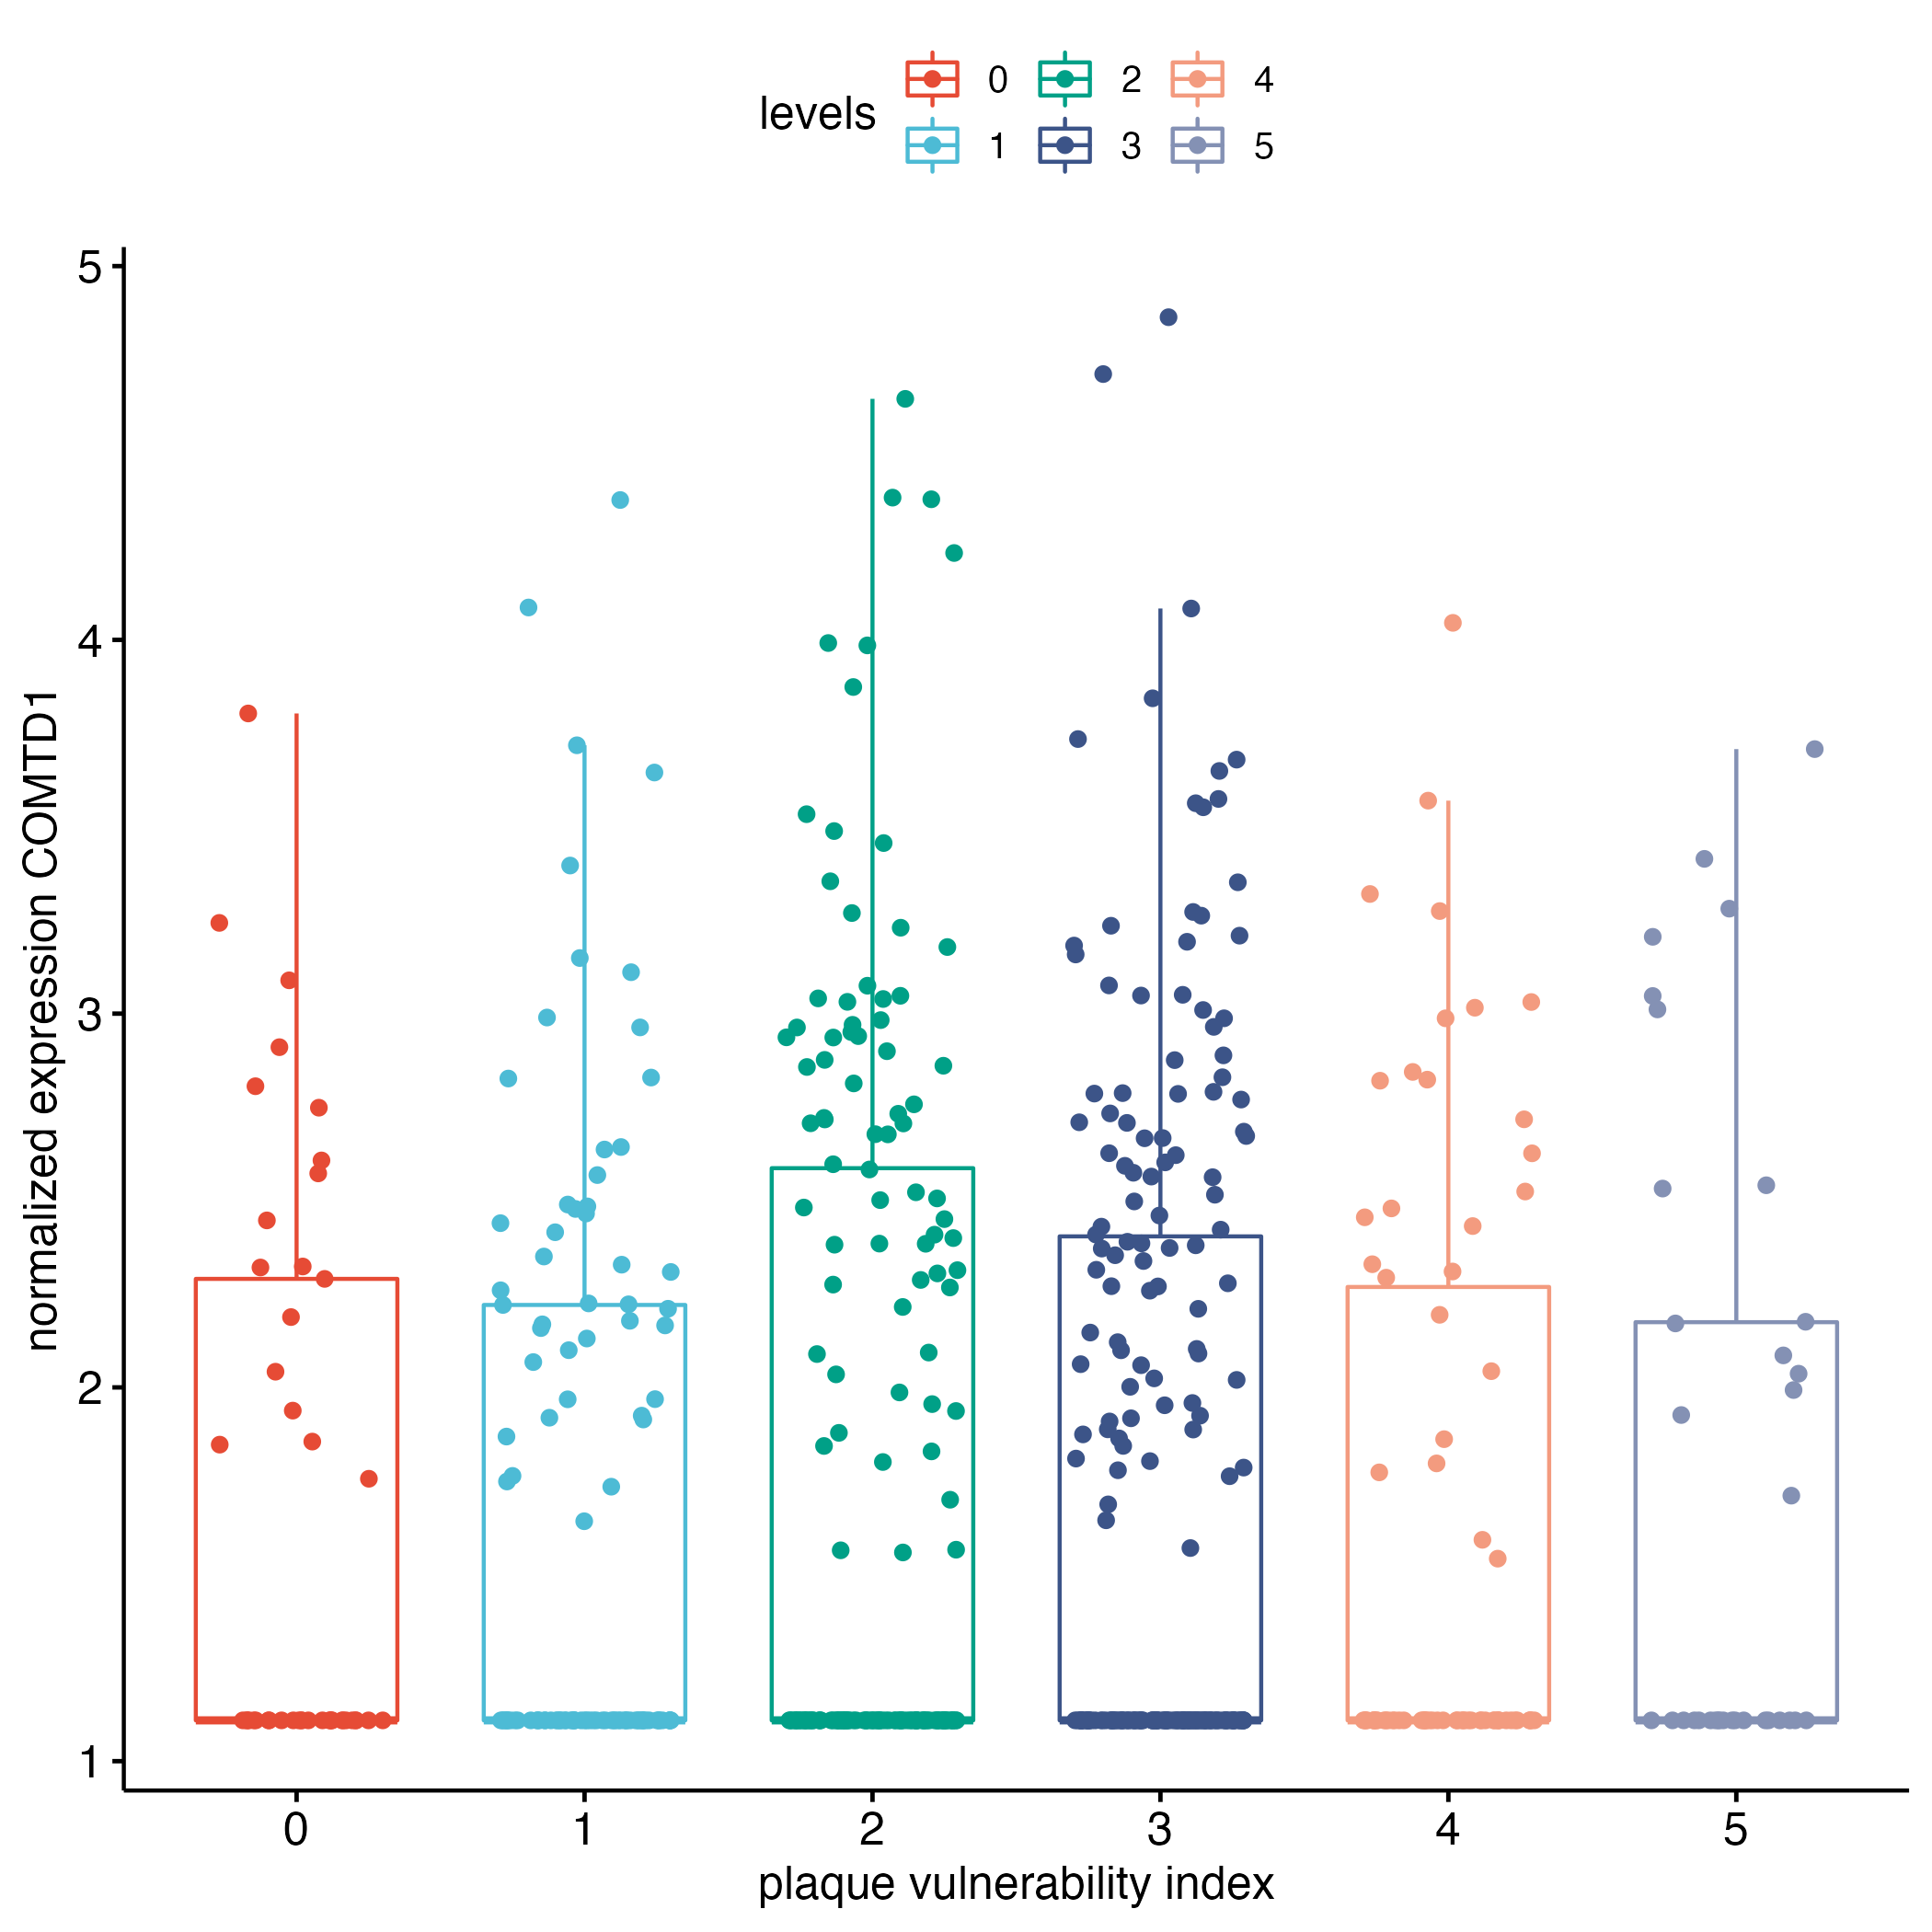 levels
0 2 4
1 3 5
normalized expression COMTD1
5
4
3
2
1
0 1 2 3 4 5
plaque vulnerability index